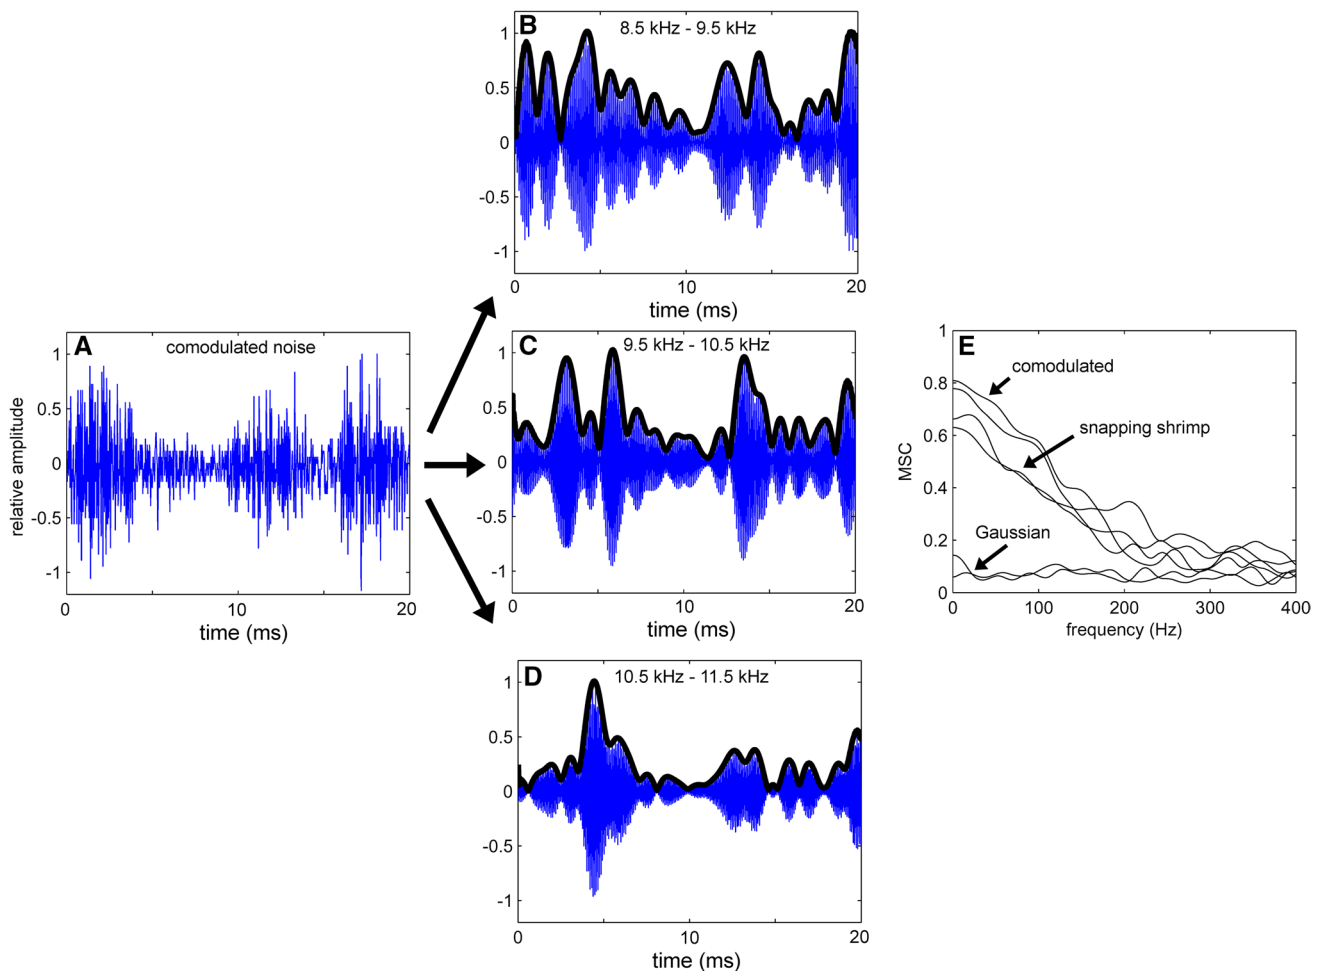 B
8.5 kHz - 9.5 kHz
1
0.5
0
-0.5
-1
0 10 20
time (ms)
A
comodulated noise
relative amplitude
1
0.5
0
-0.5
-1
0 10 20
time (ms)
C
9.5 kHz - 10.5 kHz
1
0.5
0
-0.5
-1
0 10 20
time (ms)
E
comodulated
snapping shrimp
Gaussian
MSC
1
0.8
0.6
0.4
0.2
0
0 100 200 300 400
frequency (Hz)
D
10.5 kHz - 11.5 kHz
1
0.5
0
-0.5
-1
0 10 20
time (ms)